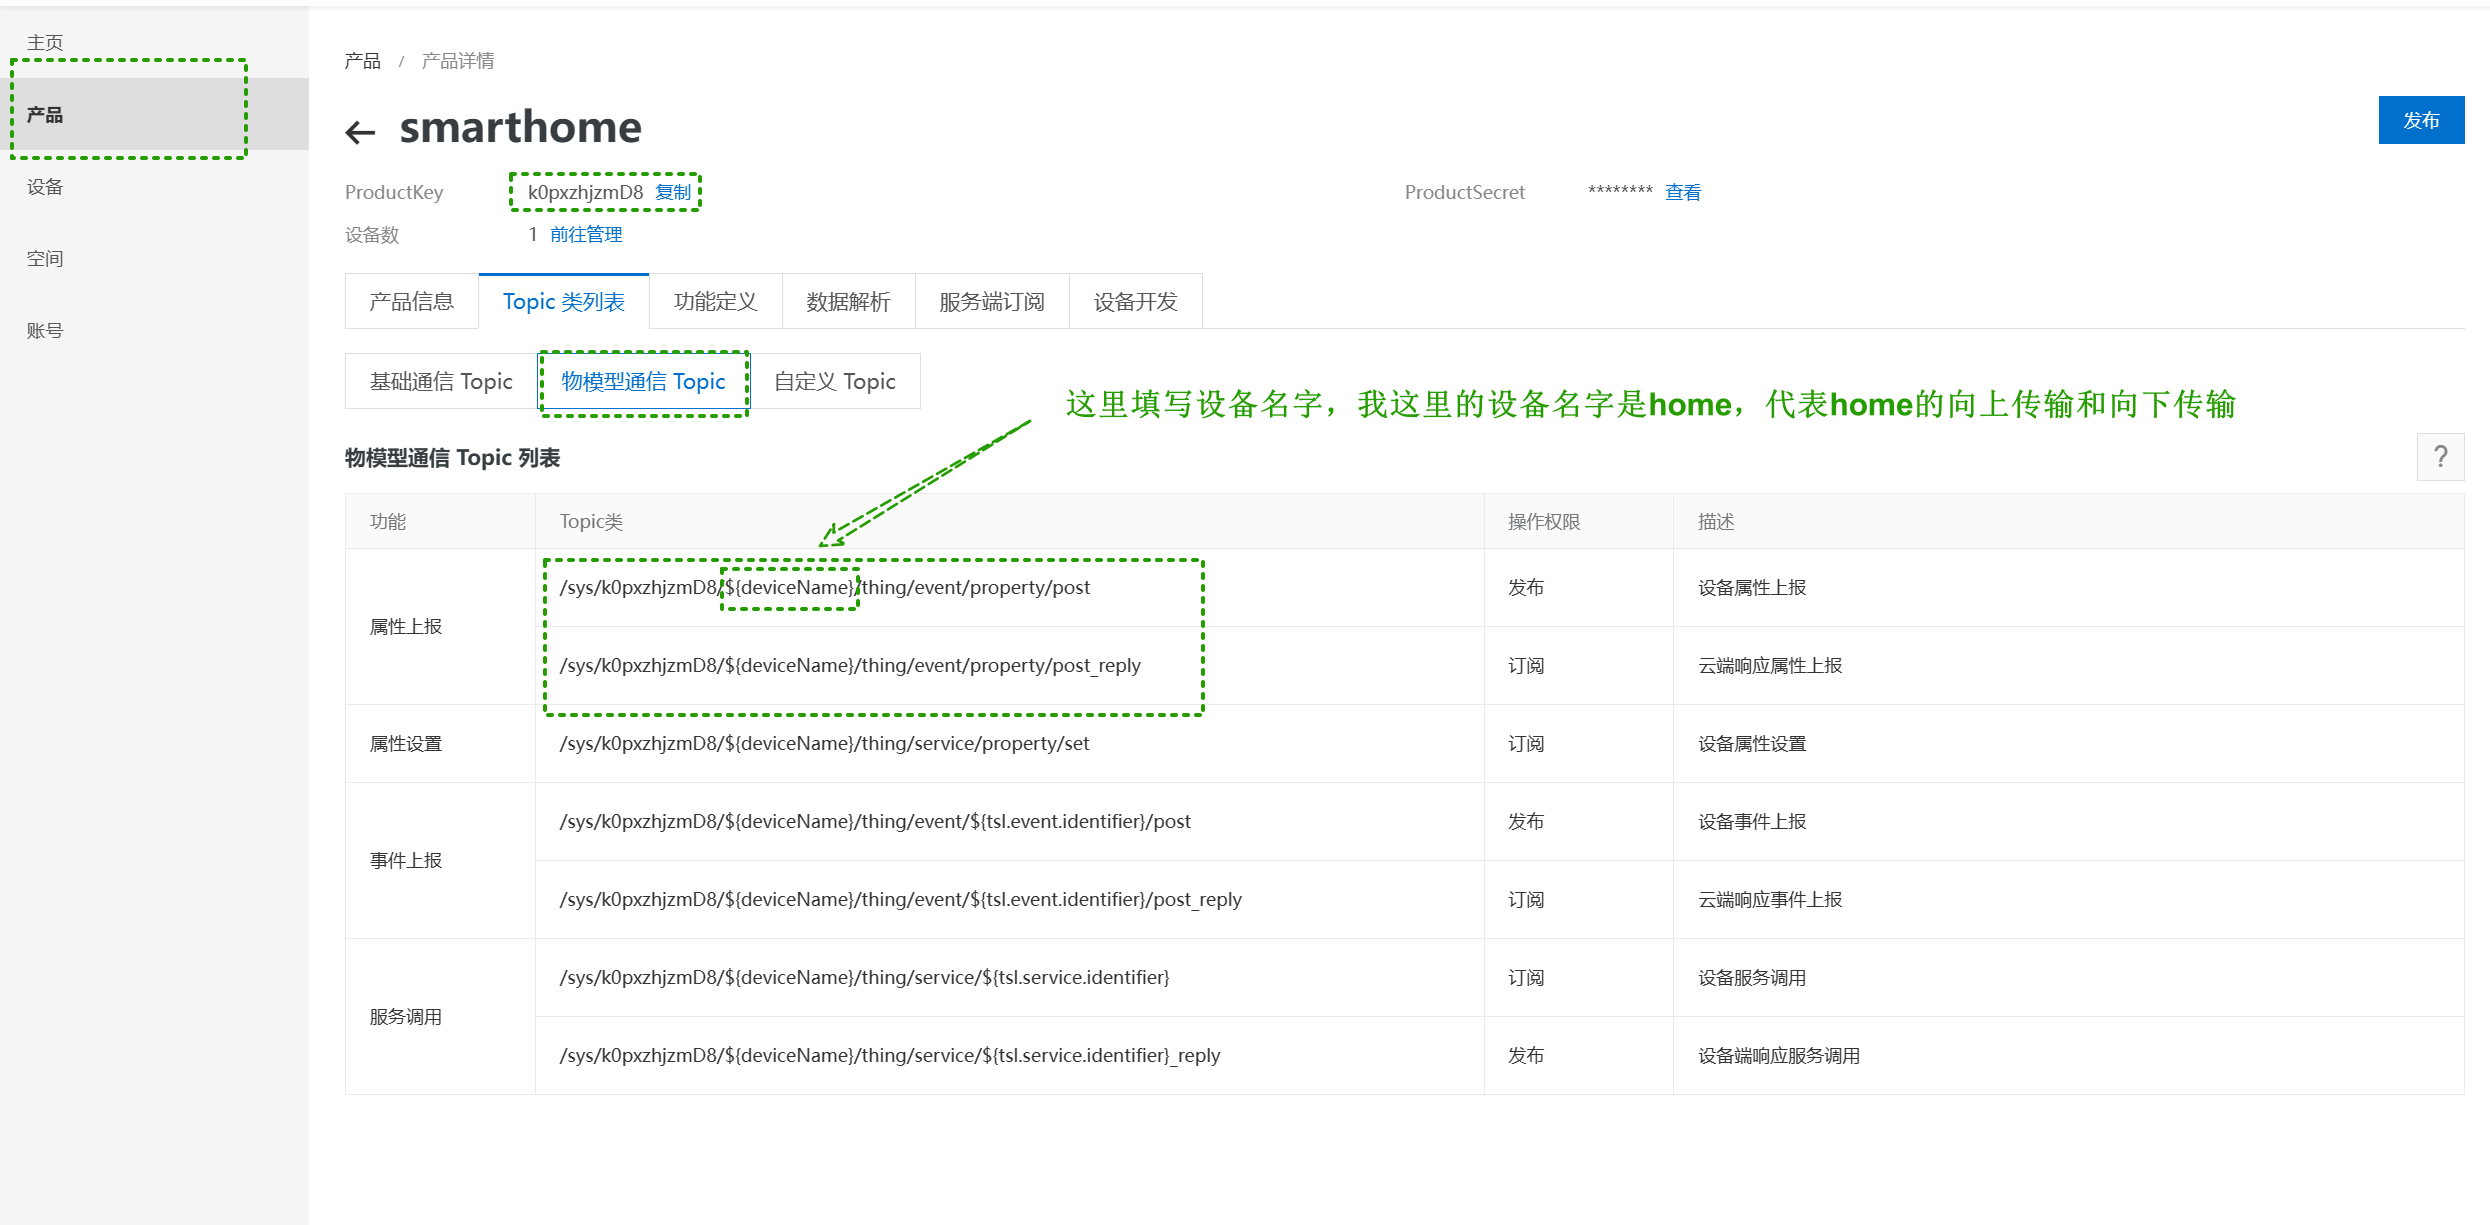 主页
产品
设备
空间
账号
产品 / 产品详情
smarthome
发布
ProductKey k0pxzhjzmD8 复制 ProductSecret ******** 查看
设备数 1 前往管理
产品信息 Topic 类列表 功能定义 数据解析 服务端订阅 设备开发
基础通信 Topic 物模型通信 Topic 自定义 Topic
这里填写设备名字，我这里的设备名字是home，代表home的向上传输和向下传输
物模型通信 Topic 列表 ?
功能 Topic类 操作权限 描述
属性上报
/sys/k0pxzhjzmD8/${deviceName}/thing/event/property/post 发布 设备属性上报
/sys/k0pxzhjzmD8/${deviceName}/thing/event/property/post_reply 订阅 云端响应属性上报
属性设置 /sys/k0pxzhjzmD8/${deviceName}/thing/service/property/set 订阅 设备属性设置
事件上报
/sys/k0pxzhjzmD8/${deviceName}/thing/event/${tsl.event.identifier}/post 发布 设备事件上报
/sys/k0pxzhjzmD8/${deviceName}/thing/event/${tsl.event.identifier}/post_reply 订阅 云端响应事件上报
服务调用
/sys/k0pxzhjzmD8/${deviceName}/thing/service/${tsl.service.identifier} 订阅 设备服务调用
/sys/k0pxzhjzmD8/${deviceName}/thing/service/${tsl.service.identifier}_reply 发布 设备端响应服务调用